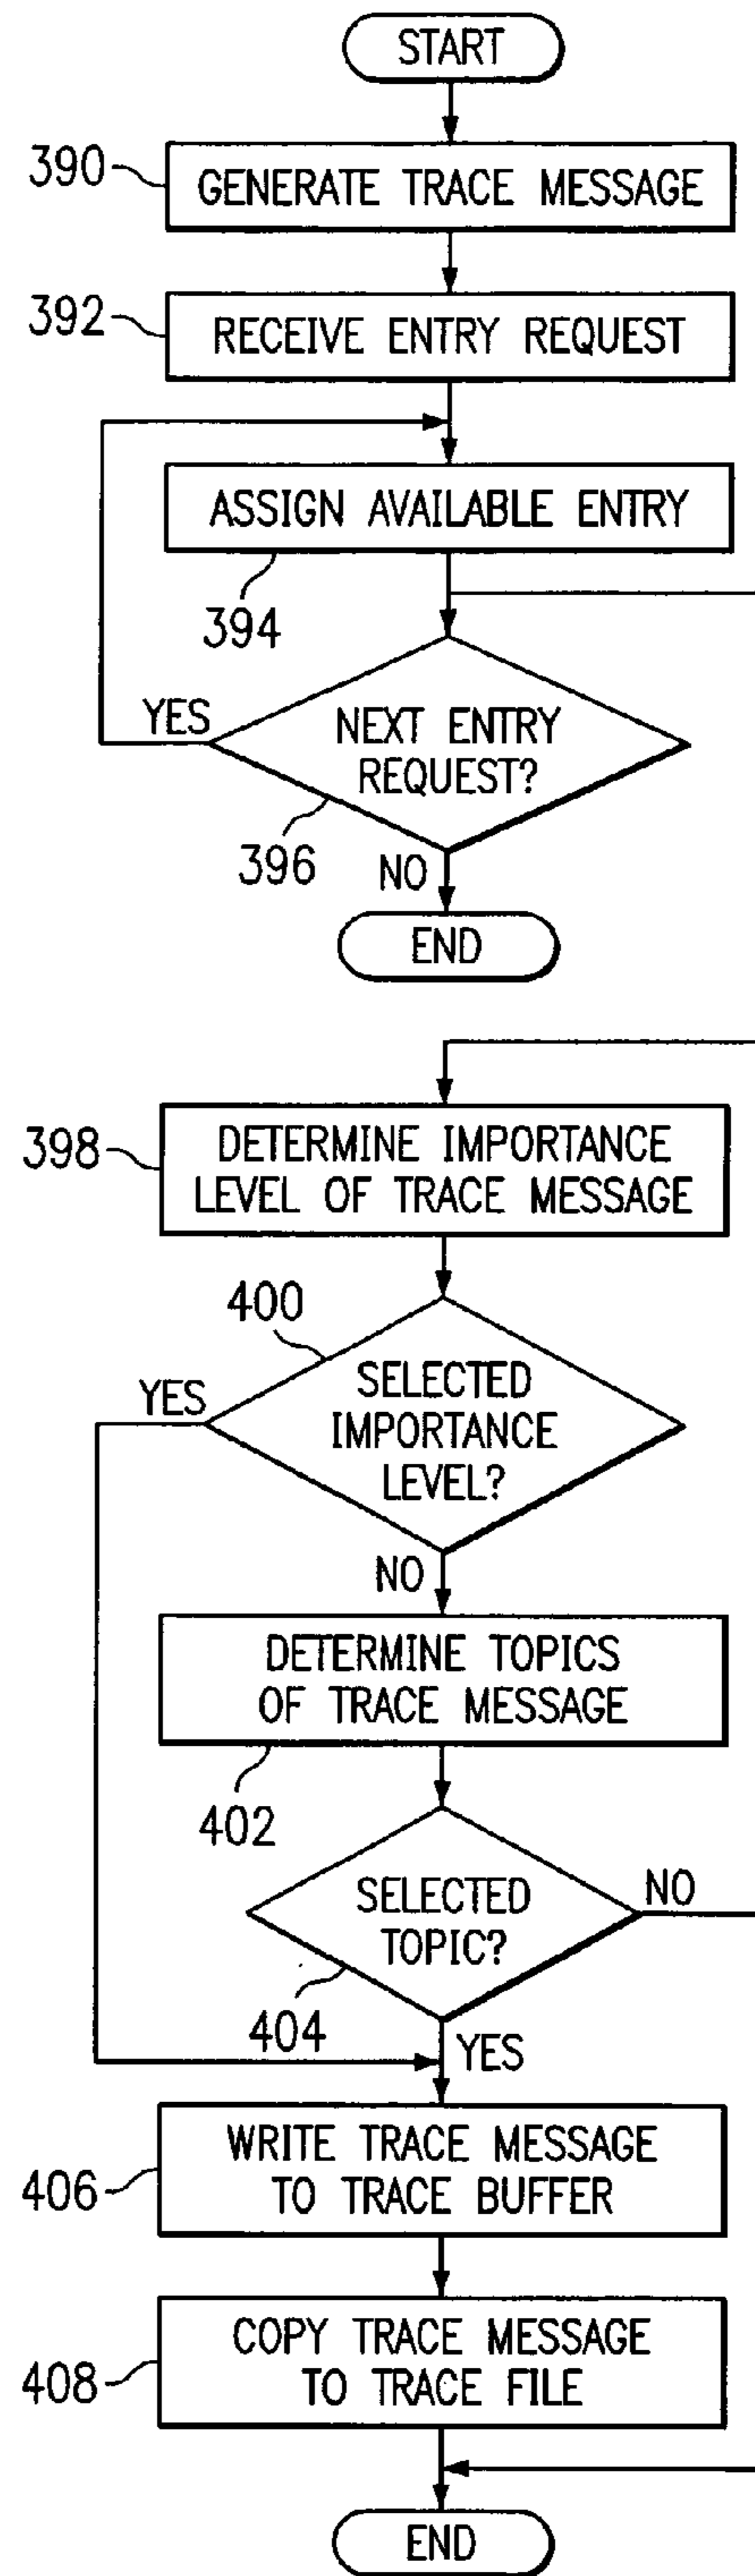 START
390
GENERATE TRACE MESSAGE
392
RECEIVE ENTRY REQUEST
ASSIGN AVAILABLE ENTRY
394
YES
NEXT ENTRY
REQUEST?
396
NO
END
398
DETERMINE IMPORTANCE
LEVEL OF TRACE MESSAGE
400
YES
SELECTED
IMPORTANCE
LEVEL?
NO
DETERMINE TOPICS
OF TRACE MESSAGE
402
SELECTED
TOPIC?
NO
404
YES
406
WRITE TRACE MESSAGE
TO TRACE BUFFER
408
COPY TRACE MESSAGE
TO TRACE FILE
END